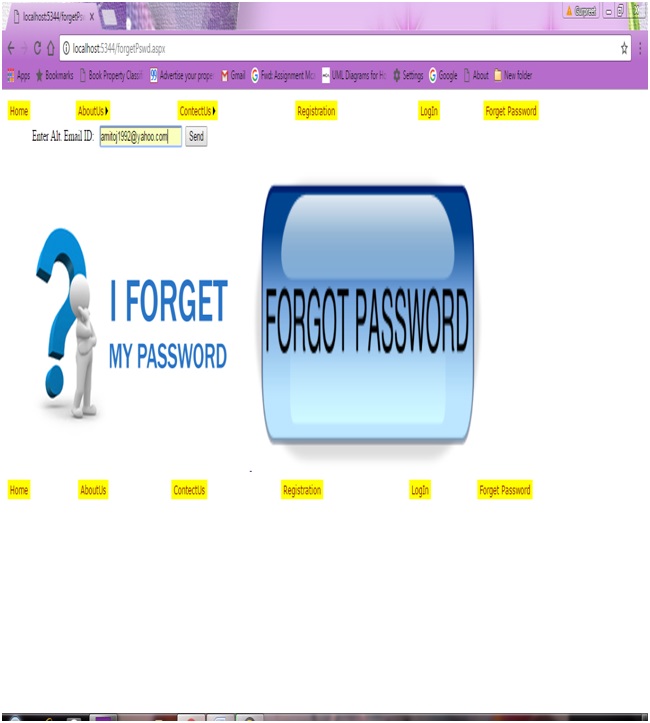 localhost:5344/forgetPs
Gurpreet
localhost:5344/forgetPswd.aspx
Apps Bookmarks Book Property Classi Advertise your prope Gmail Fwd: Assignment Mc UML Diagrams for H Settings Google About New folder
Home AboutUs ContectUs Registration LogIn Forget Password
Enter Alt. Email ID: amitoj1992@yahoo.com Send
I FORGET
MY PASSWORD
FORGOT PASSWORD
Home AboutUs ContectUs Registration LogIn Forget Password